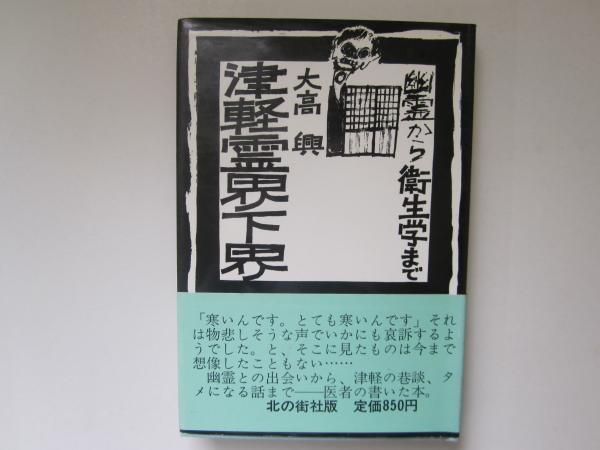 幽霊から衛生学まで
大高 興
津軽霊界下界
「寒いんです。とても寒いんです」それ
は物悲しそうな声でいかにも哀訴するよ
うでした。と、そこに見たものは今まで
想像したこともない……
幽霊との出会いから、津軽の巷談、タ
メになる話まで――医者の書いた本。
北の街社版 定価850円